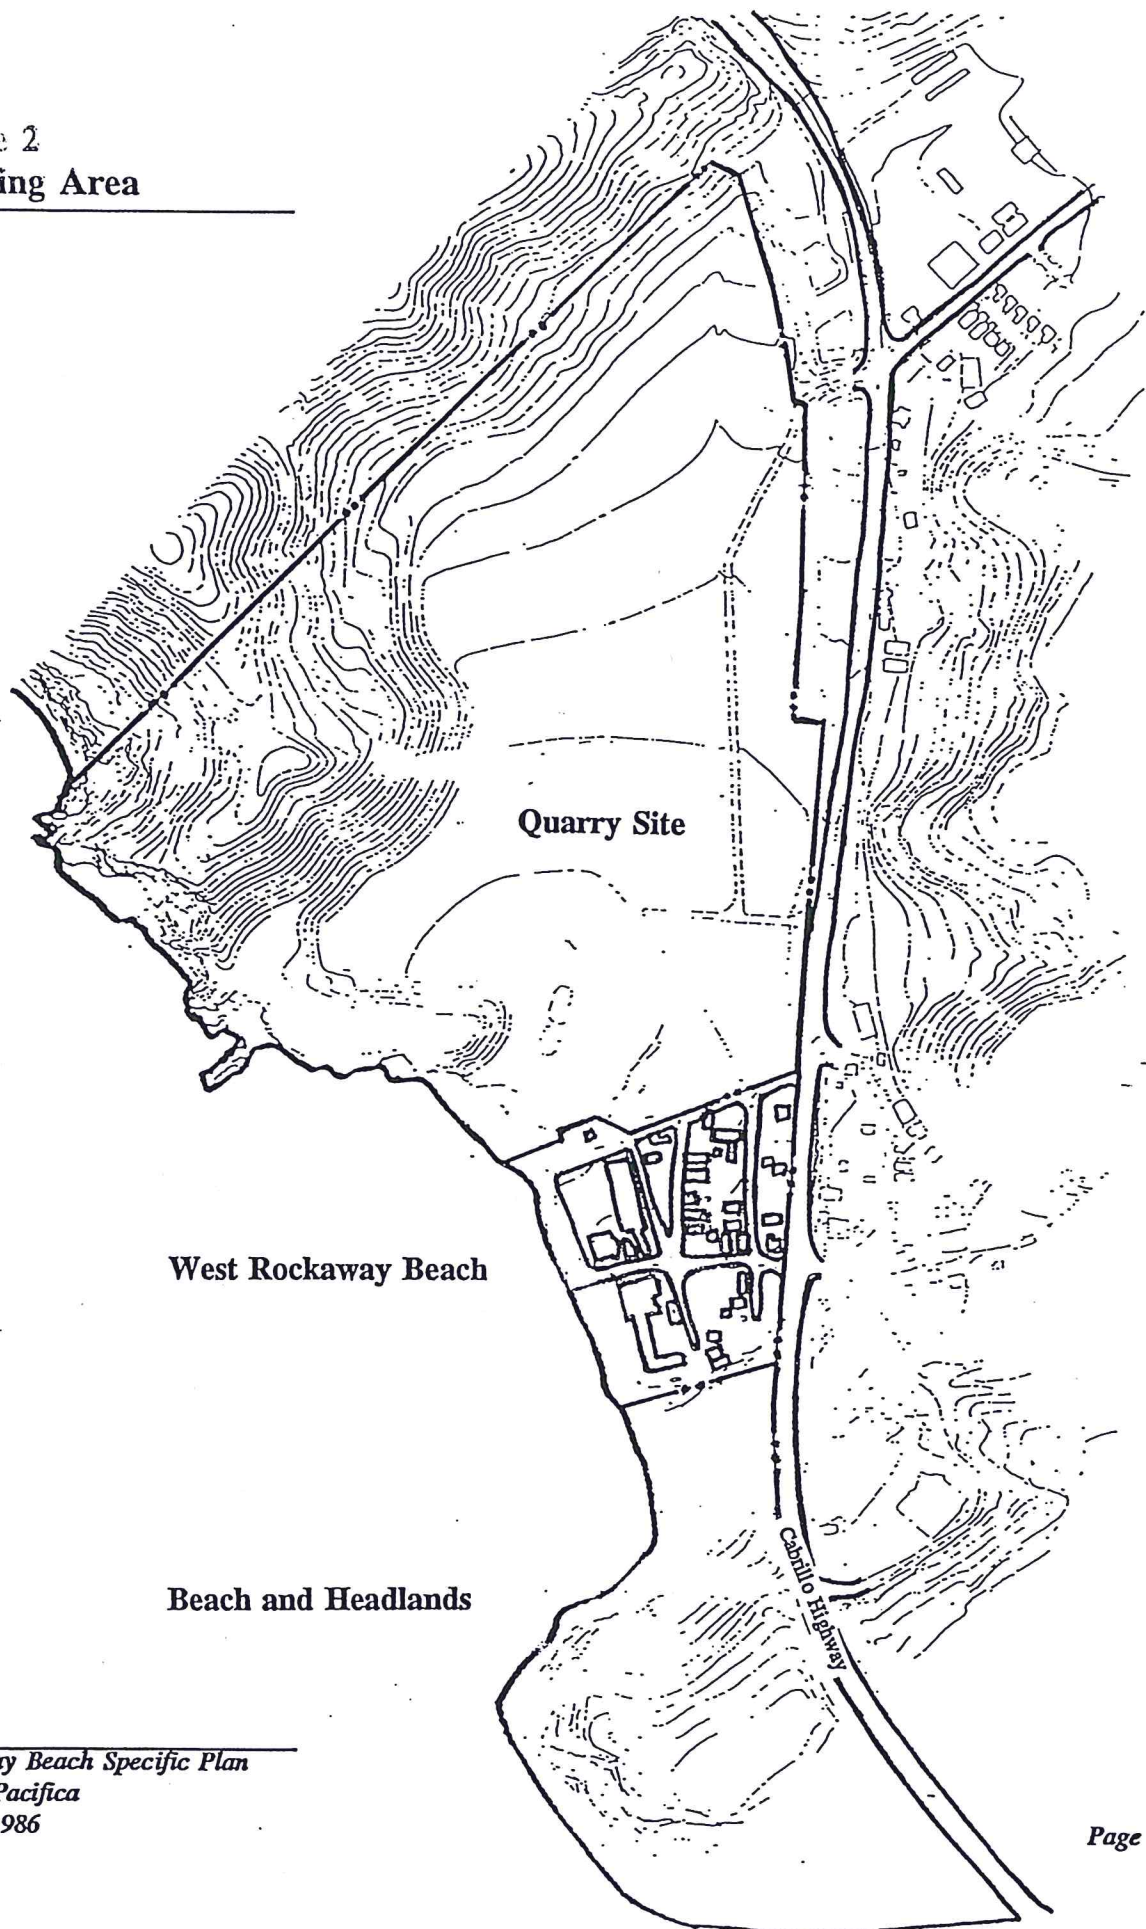 2
ing Area
Quarry Site
West Rockaway Beach
Beach and Headlands
Cabrillo Highway
Beach Specific Plan
Pacifica
986
Page